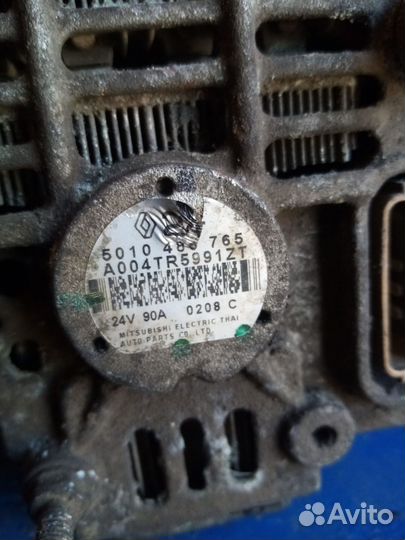 5010 480 765
A004TR5991ZT
24V 90A 0208 C
MITSUBISHI ELECTRIC THAI
AUTO PARTS CO.,LTD.
Avito